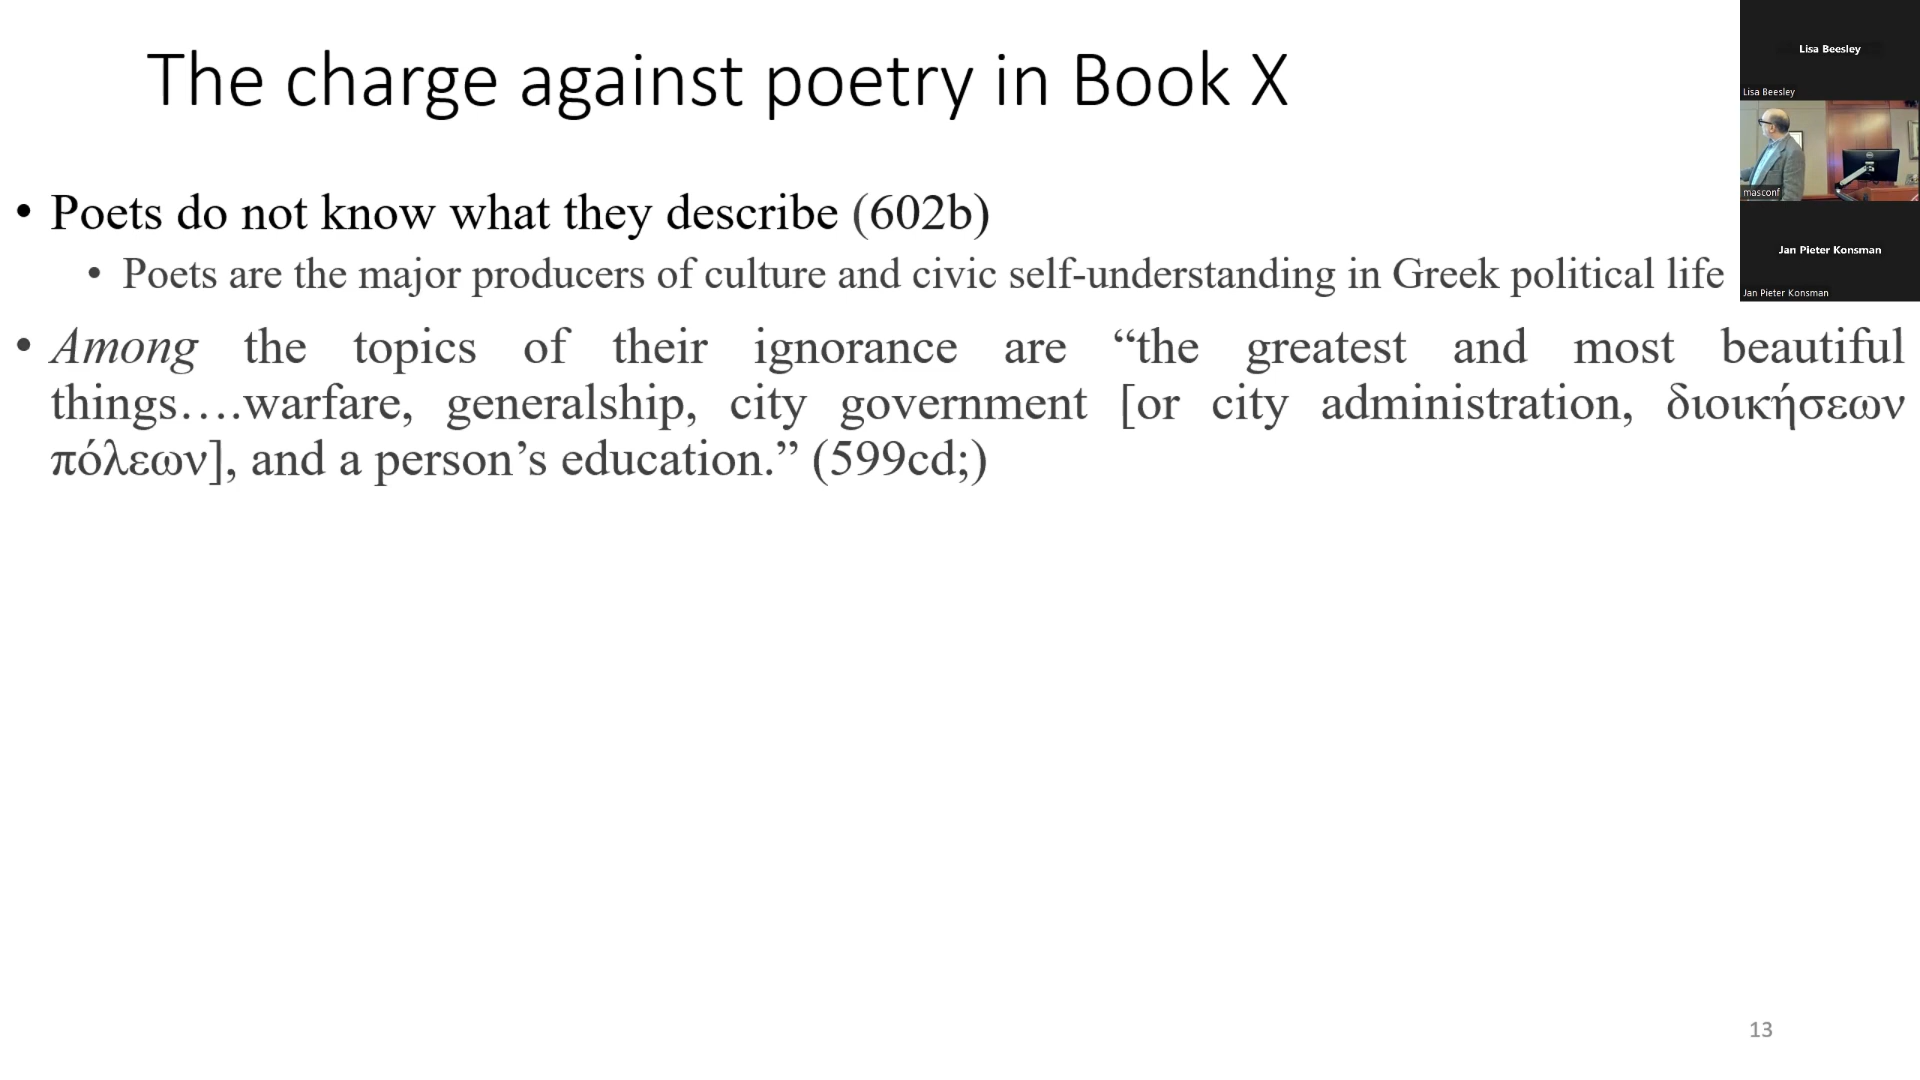 The charge against poetry in Book X
• Poets do not know what they describe (602b)
• Poets are the major producers of culture and civic self-understanding in Greek political life
• Among the topics of their ignorance are “the greatest and most beautiful
things….warfare, generalship, city government [or city administration, διοικήσεων
πόλεων], and a person’s education.” (599cd;)
13
Lisa Beesley
Lisa Beesley
masconf
Jan Pieter Konsman
Jan Pieter Konsman